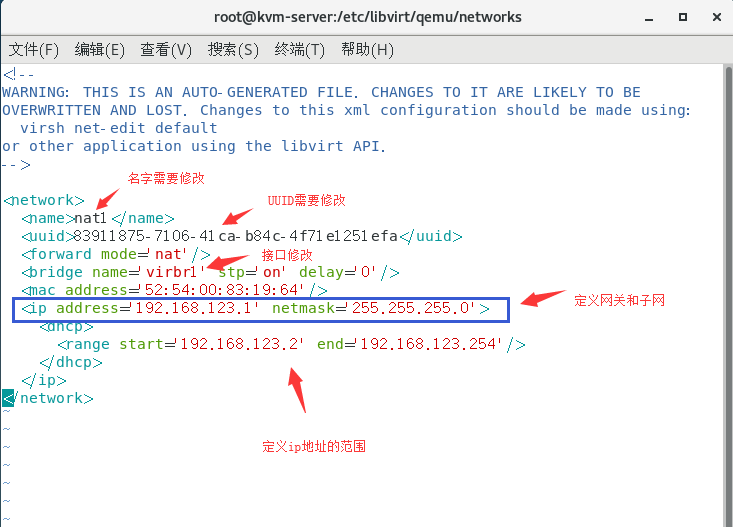 root@kvm-server:/etc/libvirt/qemu/networks
文件(F) 编辑(E) 查看(V) 搜索(S) 终端(T) 帮助(H)
<!--
WARNING: THIS IS AN AUTO-GENERATED FILE. CHANGES TO IT ARE LIKELY TO BE
OVERWRITTEN AND LOST. Changes to this xml configuration should be made using:
  virsh net-edit default
or other application using the libvirt API.
-->
名字需要修改
<network>
UUID需要修改
  <name>nat1</name>
  <uuid>83911875-7106-41ca-b84c-4f71e1251efa</uuid>
  <forward mode='nat'/>
接口修改
  <bridge name='virbr1' stp='on' delay='0'/>
  <mac address='52:54:00:83:19:64'/>
  <ip address='192.168.123.1' netmask='255.255.255.0'>
定义网关和子网
    <dhcp>
      <range start='192.168.123.2' end='192.168.123.254'/>
    </dhcp>
  </ip>
</network>
~
~
定义ip地址的范围
~
~
~
~
~